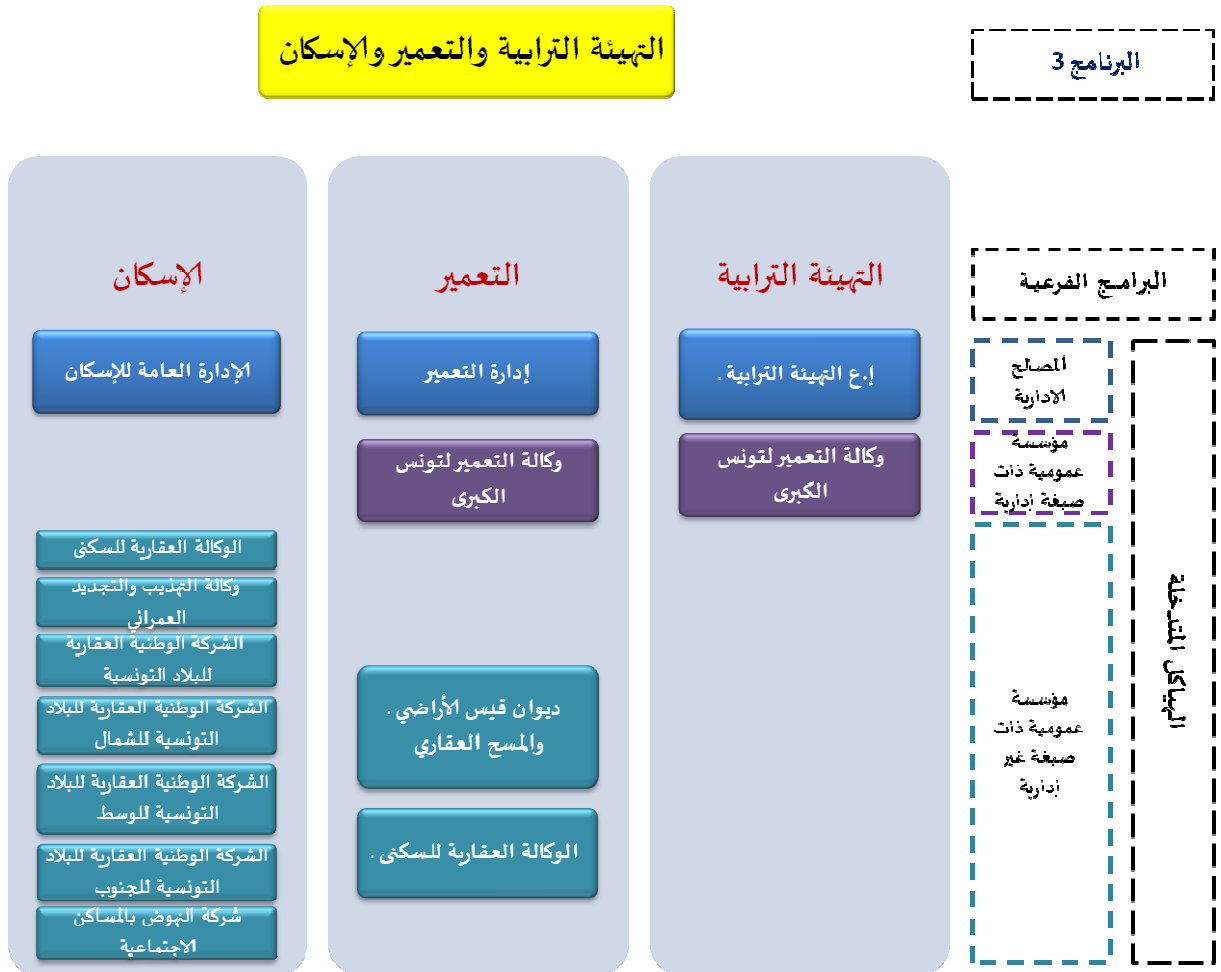 البرنامج 3
التهيئة الترابية والتعمير والإسكان
البرامج الفرعية
التهيئة الترابية
التعمير
الإسكان
الهياكل المتدخلة
المصالح
الادارية
إ.ع التهيئة الترابية .
إدارة التعمير
الإدارة العامة للإسكان
مؤسسة
عمومية ذات
صبغة إدارية
وكالة التعمير لتونس
الكبرى
وكالة التعمير لتونس
الكبرى
مؤسسة
عمومية ذات
صبغة غير
إدارية
ديوان قيس الأراضي .
والمسح العقاري
الوكالة العقارية للسكنى .
الوكالة العقارية للسكنى
وكالة التهذيب والتجديد
العمراني
الشركة الوطنية العقارية
للبلاد التونسية
الشركة الوطنية العقارية للبلاد
التونسية للشمال
الشركة الوطنية العقارية للبلاد
التونسية للوسط
الشركة الوطنية العقارية للبلاد
التونسية للجنوب
شركة النهوض بالمساكن
الاجتماعية